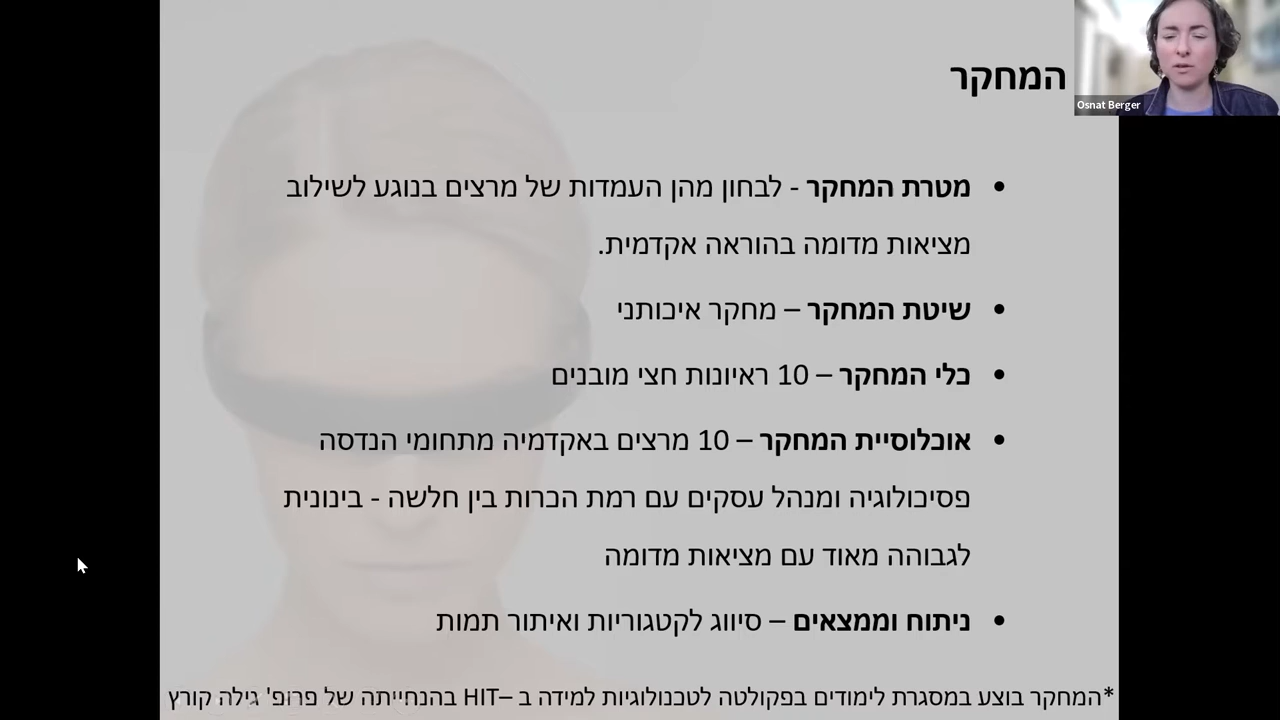 המחקר
Osnat Berger
• מטרת המחקר - לבחון מהן העמדות של מרצים בנוגע לשילוב
מציאות מדומה בהוראה אקדמית.
• שיטת המחקר – מחקר איכותני
• כלי המחקר – 10 ראיונות חצי מובנים
• אוכלוסיית המחקר – 10 מרצים באקדמיה מתחומי הנדסה
פסיכולוגיה ומנהל עסקים עם רמת הכרות בין חלשה - בינונית
לגבוהה מאוד עם מציאות מדומה
• ניתוח וממצאים – סיווג לקטגוריות ואיתור תמות
*המחקר בוצע במסגרת לימודים בפקולטה לטכנולוגיות למידה ב –HIT בהנחייתה של פרופ' גילה קורץ